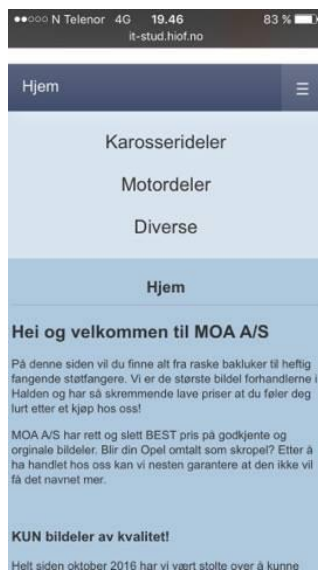 N Telenor 4G 19.46 83 %
it-stud.hiof.no
Hjem
Karosserideler
Motordeler
Diverse
Hjem
Hei og velkommen til MOA A/S
På denne siden vil du finne alt fra raske bakluker til heftig
fangende støtfangere. Vi er de største bildel forhandlerne i
Halden og har så skremmende lave priser at du føler deg
lurt etter et kjøp hos oss!
MOA A/S har rett og slett BEST pris på godkjente og
orginale bildeler. Blir din Opel omtalt som skropel? Etter å
ha handlet hos oss kan vi nesten garantere at den ikke vil
få det navnet mer.
KUN bildeler av kvalitet!
Helt siden oktober 2016 har vi vært stolte over å kunne